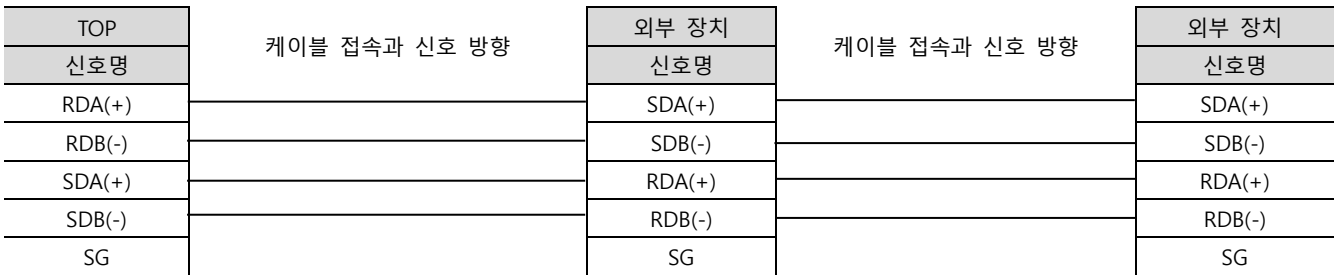 TOP 케이블 접속과 신호 방향 외부 장치 케이블 접속과 신호 방향 외부 장치
신호명 신호명 신호명
RDA(+) SDA(+) SDA(+)
RDB(-) SDB(-) SDB(-)
SDA(+) RDA(+) RDA(+)
SDB(-) RDB(-) RDB(-)
SG SG SG